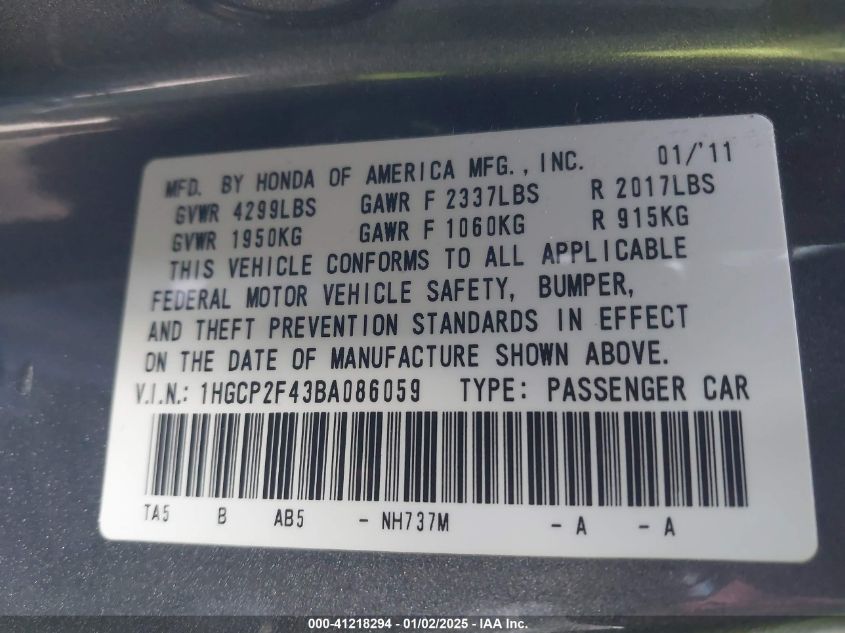 MFD. BY HONDA OF AMERICA MFG., INC. 01/'11
GVWR 4299LBS GAWR F 2337LBS R 2017LBS
GVWR 1950KG GAWR F 1060KG R 915KG
THIS VEHICLE CONFORMS TO ALL APPLICABLE
FEDERAL MOTOR VEHICLE SAFETY, BUMPER,
AND THEFT PREVENTION STANDARDS IN EFFECT
ON THE DATE OF MANUFACTURE SHOWN ABOVE.
V.I.N.: 1HGCP2F43BA086059 TYPE: PASSENGER CAR
TA5 B AB5 - NH737M - A - A
000-41218294 - 01/02/2025 - IAA Inc.